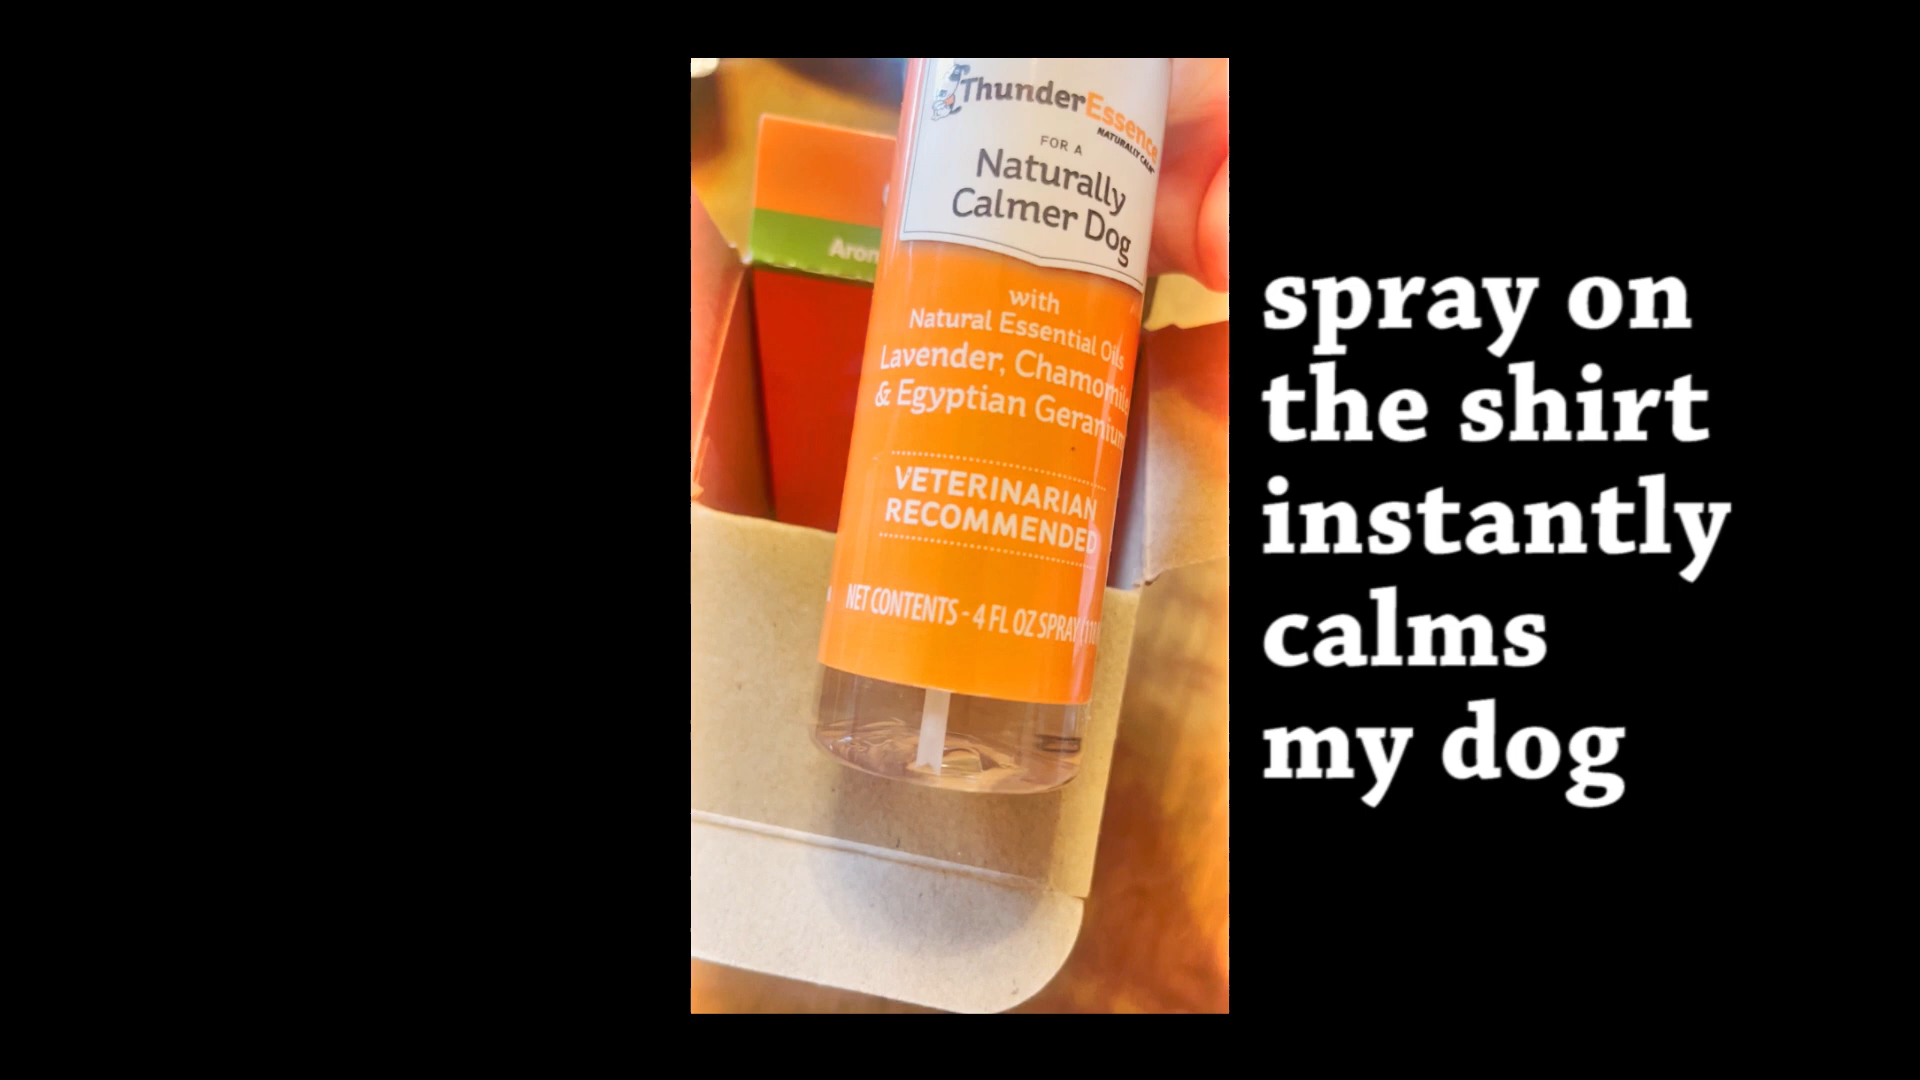 ThunderEssence
NATURALLY CALM
FOR A
Naturally
Calmer Dog
with
Natural Essential Oils
Lavender, Chamomile
& Egyptian Geranium
VETERINARIAN
RECOMMENDED
NET CONTENTS - 4 FL OZ SPRAY
spray on
the shirt
instantly
calms
my dog